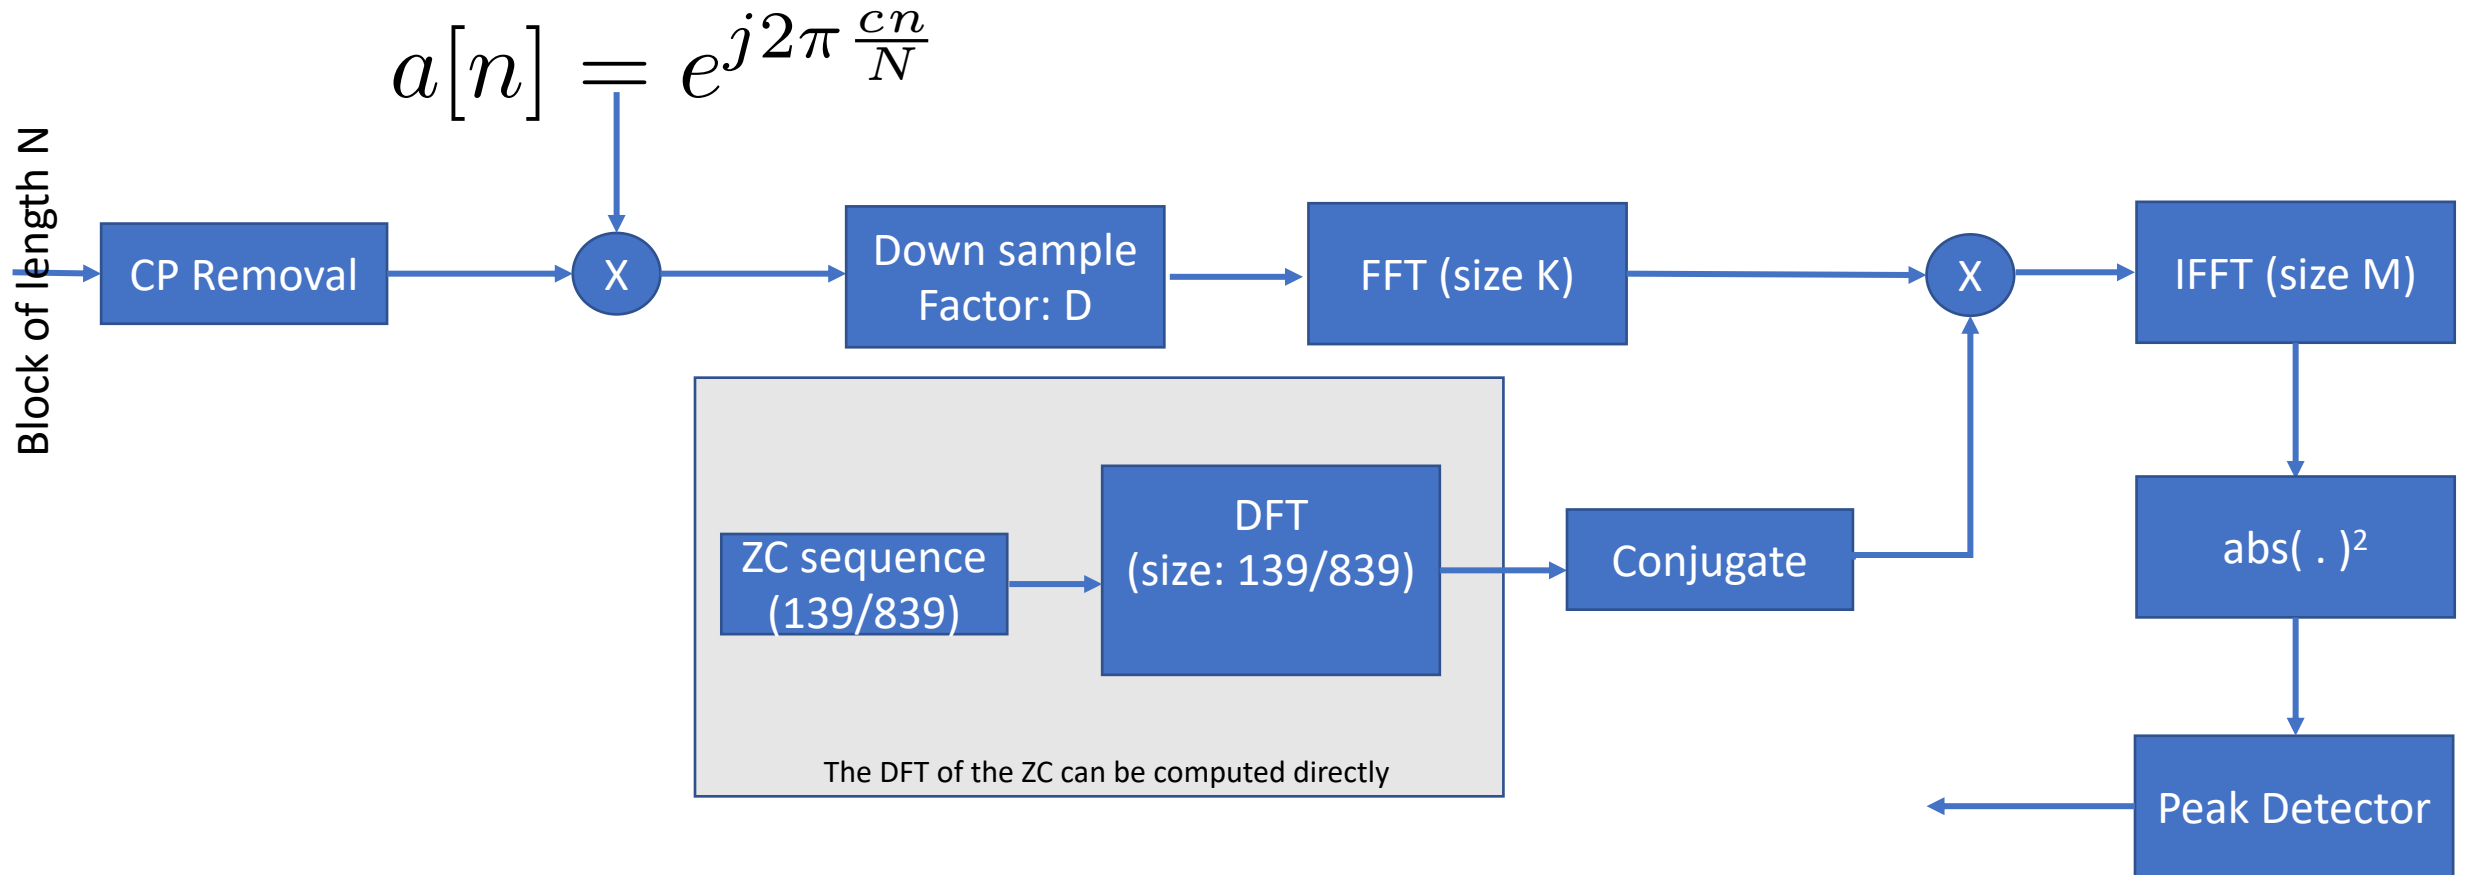 a[n] = e^{j2π\frac{cn}{N}}
Block of length N
CP Removal
X
Down sample
Factor: D
FFT (size K)
X
IFFT (size M)
ZC sequence
(139/839)
DFT
(size: 139/839)
Conjugate
abs( . )²
The DFT of the ZC can be computed directly
Peak Detector